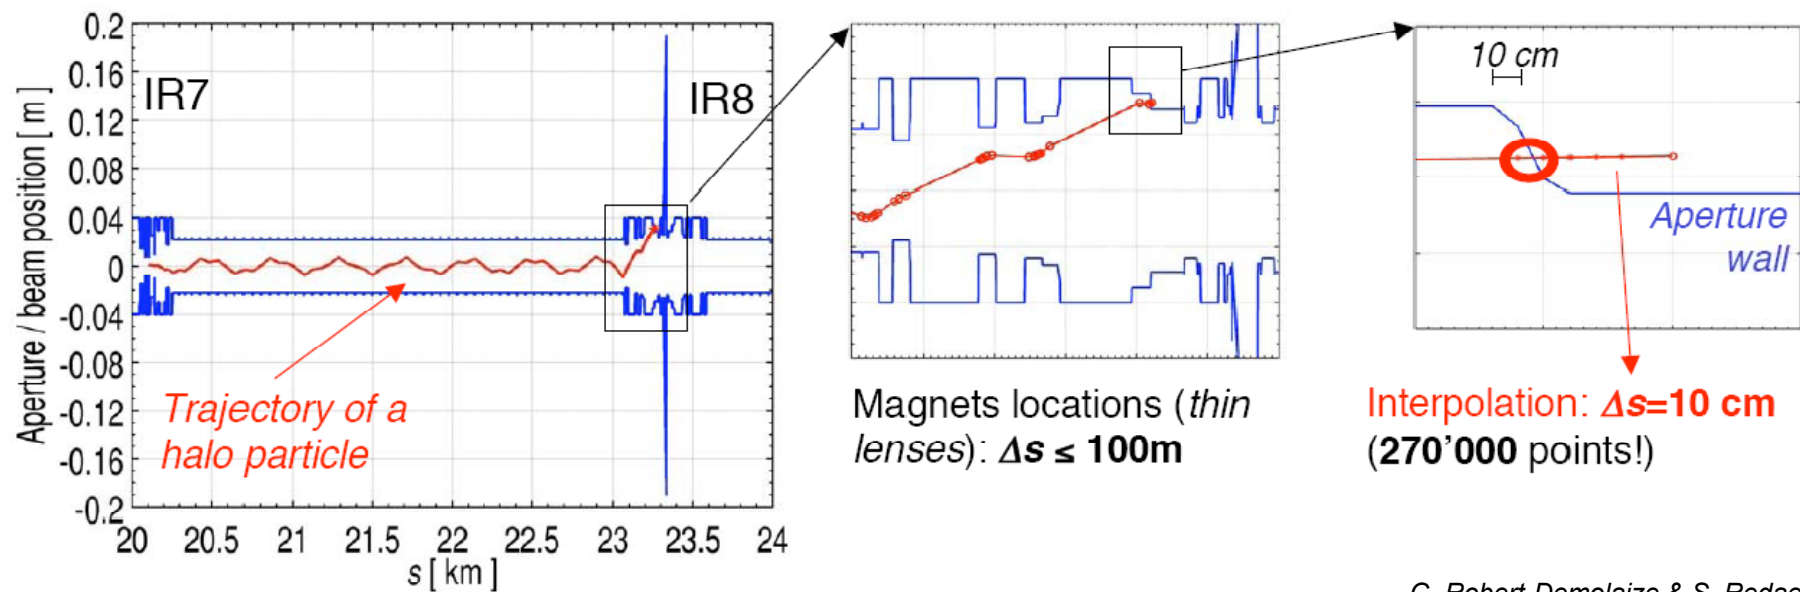 Aperture / beam position [ m ]
0.2
0.16
0.12
0.08
0.04
0
-0.04
-0.08
-0.12
-0.16
-0.2
IR7
IR8
Trajectory of a
halo particle
20 20.5 21 21.5 22 22.5 23 23.5 24
s [ km ]
Magnets locations (thin
lenses): Δs ≤ 100m
10 cm
Aperture
wall
Interpolation: Δs=10 cm
(270'000 points!)